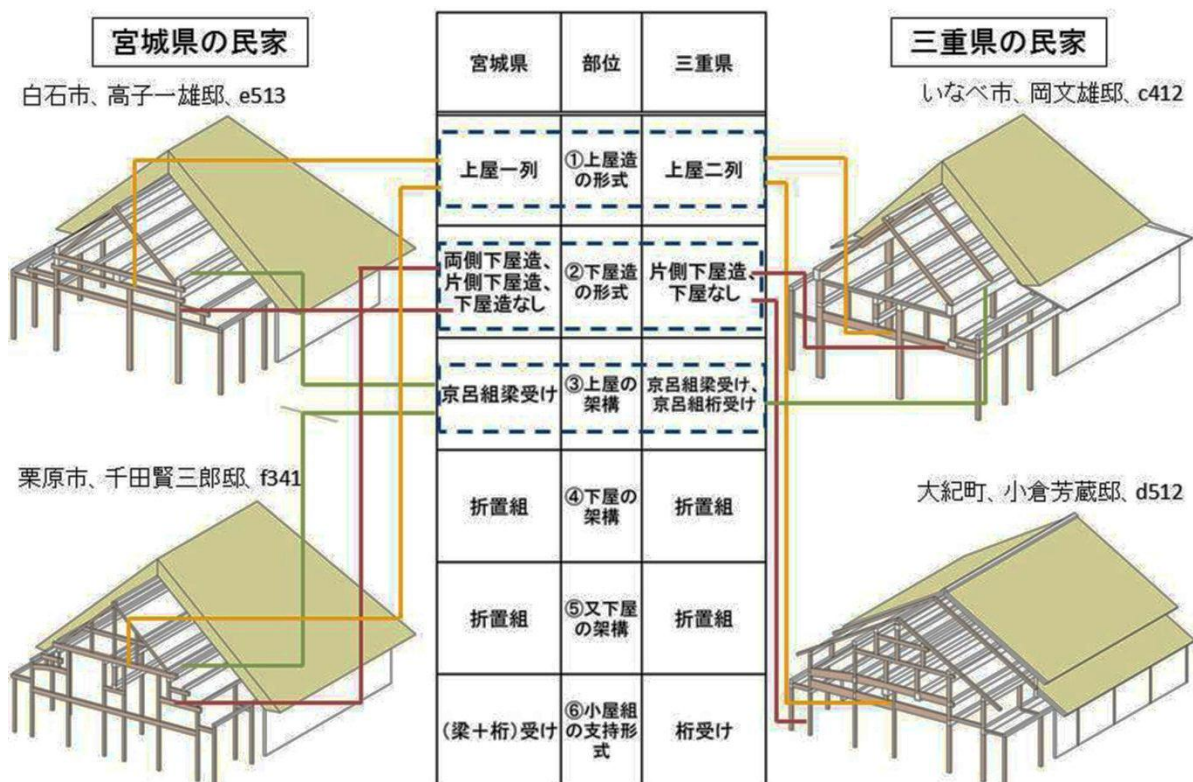 宮城県の民家
白石市、高子一雄邸、e513
栗原市、千田賢三郎邸、f341
宮城県 部位 三重県
上屋一列
①上屋造
の形式
上屋二列
両側下屋造、
片側下屋造、
下屋造なし
②下屋造
の形式
片側下屋造、
下屋なし
京呂組梁受け
③上屋の
架構
京呂組梁受け、
京呂組桁受け
折置組
④下屋の
架構
折置組
折置組
⑤又下屋
の架構
折置組
(梁＋桁)受け
⑥小屋組
の支持形
式
桁受け
三重県の民家
いなべ市、岡文雄邸、c412
大紀町、小倉芳蔵邸、d512